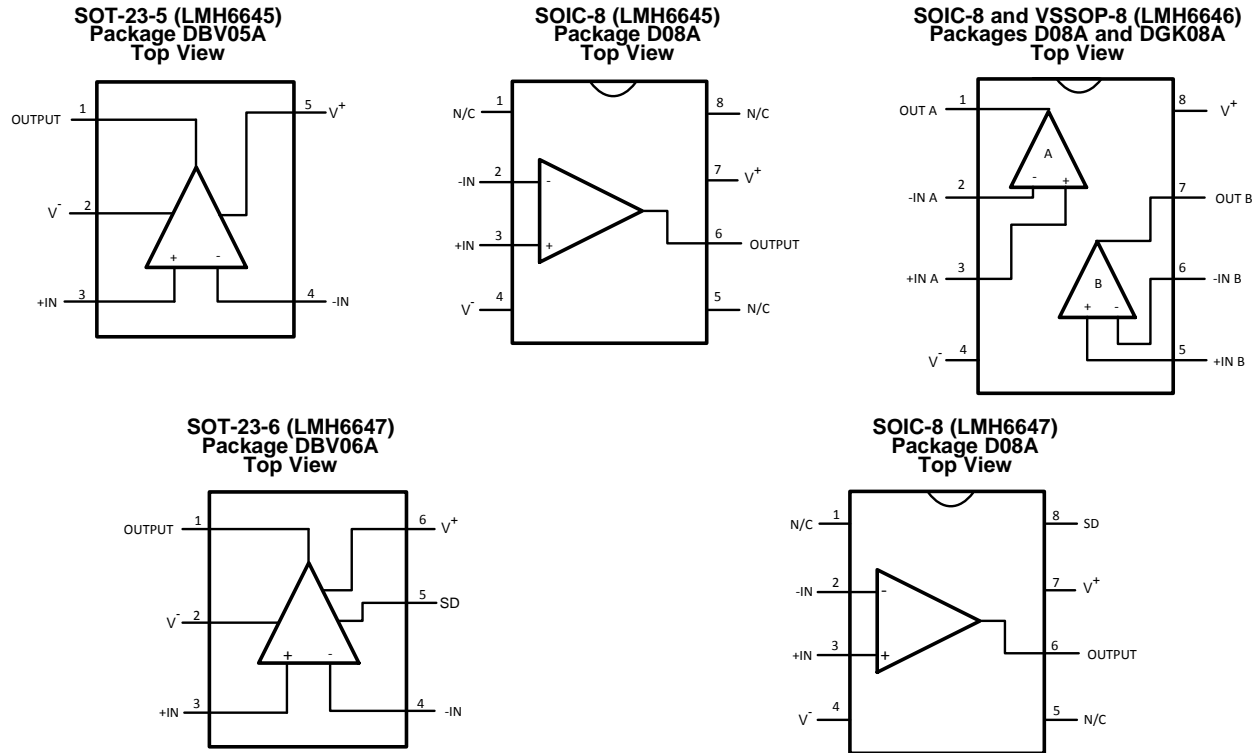 SOT-23-5 (LMH6645)
Package DBV05A
Top View
OUTPUT 1
5 V+
V- 2
+ -
+IN 3
4 -IN
SOIC-8 (LMH6645)
Package D08A
Top View
N/C 1
8 N/C
-IN 2 -
7 V+
+IN 3 +
6 OUTPUT
V- 4
5 N/C
SOIC-8 and VSSOP-8 (LMH6646)
Packages D08A and DGK08A
Top View
OUT A 1
8 V+
A
- +
-IN A 2
7 OUT B
+IN A 3
6 -IN B
B
+ -
V- 4
5 +IN B
SOT-23-6 (LMH6647)
Package DBV06A
Top View
OUTPUT 1
6 V+
5 SD
V- 2
+ -
+IN 3
4 -IN
SOIC-8 (LMH6647)
Package D08A
Top View
N/C 1
8 SD
-IN 2 -
7 V+
+IN 3 +
6 OUTPUT
V- 4
5 N/C